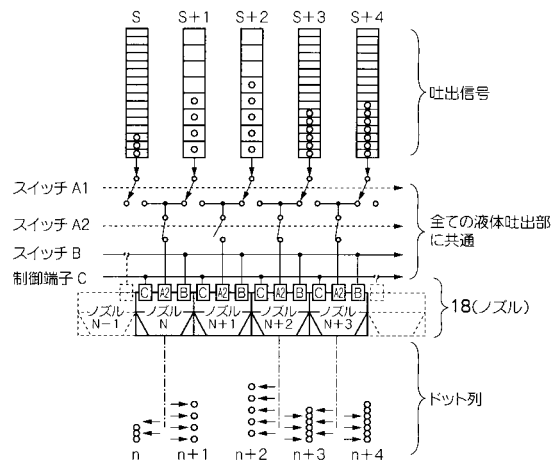 S S+1 S+2 S+3 S+4
吐出信号
スイッチ A1
スイッチ A2
全ての液体吐出部
に共通
スイッチ B
制御端子 C
C A2 B C A2 B C A2 B C A2 B
ノズル ノズル ノズル ノズル ノズル
N−1 N N+1 N+2 N+3
18(ノズル)
ドット列
n n+1 n+2 n+3 n+4